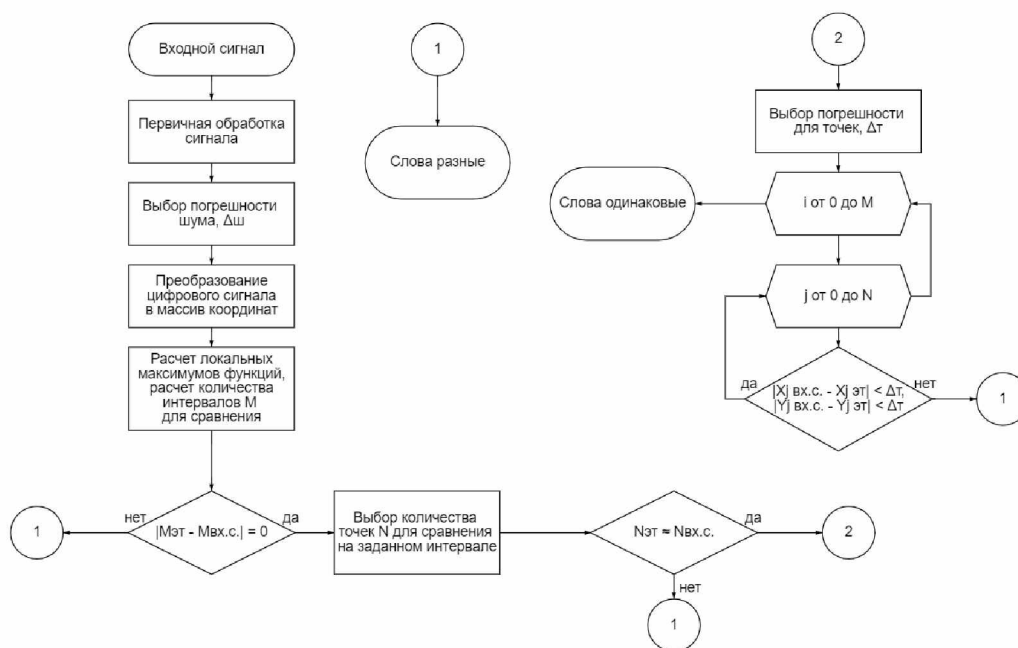 Входной сигнал
Первичная обработка
сигнала
Выбор погрешности
шума, Δш
Преобразование
цифрового сигнала
в массив координат
Расчет локальных
максимумов функций,
расчет количества
интервалов М
для сравнения
|Мэт - Мвх.с.| = 0
нет
1
да
Выбор количества
точек N для сравнения
на заданном интервале
Nэт ≈ Nвх.с.
да
2
нет
1
1
Слова разные
2
Выбор погрешности
для точек, Δт
i от 0 до М
Слова одинаковые
j от 0 до N
|Xj вх.с. - Xj эт| < Δт,
|Yj вх.с. - Yj эт| < Δт
да
нет
1